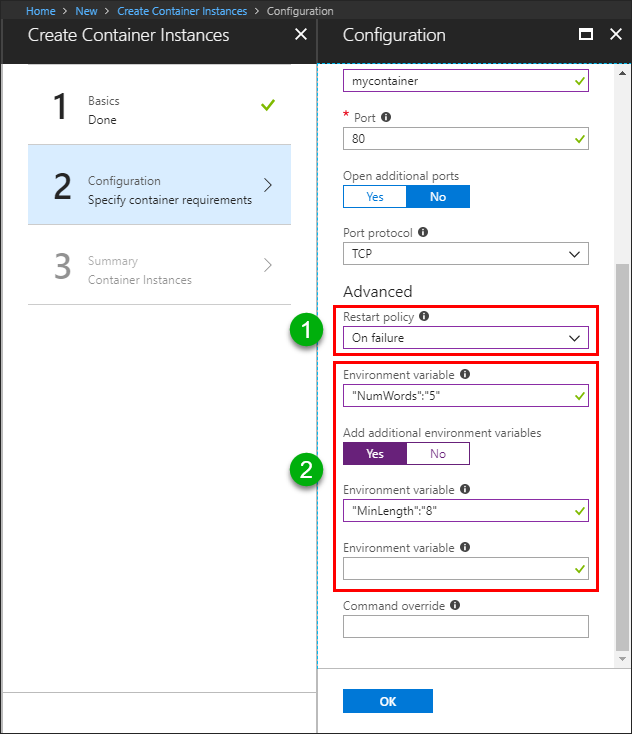 Home > New > Create Container Instances > Configuration
Create Container Instances
1
Basics
Done
2
Configuration
Specify container requirements
3
Summary
Container Instances
Configuration
mycontainer
* Port
80
Open additional ports
Yes No
Port protocol
TCP
Advanced
1
Restart policy
On failure
2
Environment variable
"NumWords":"5"
Add additional environment variables
Yes No
Environment variable
"MinLength":"8"
Environment variable
Command override
OK